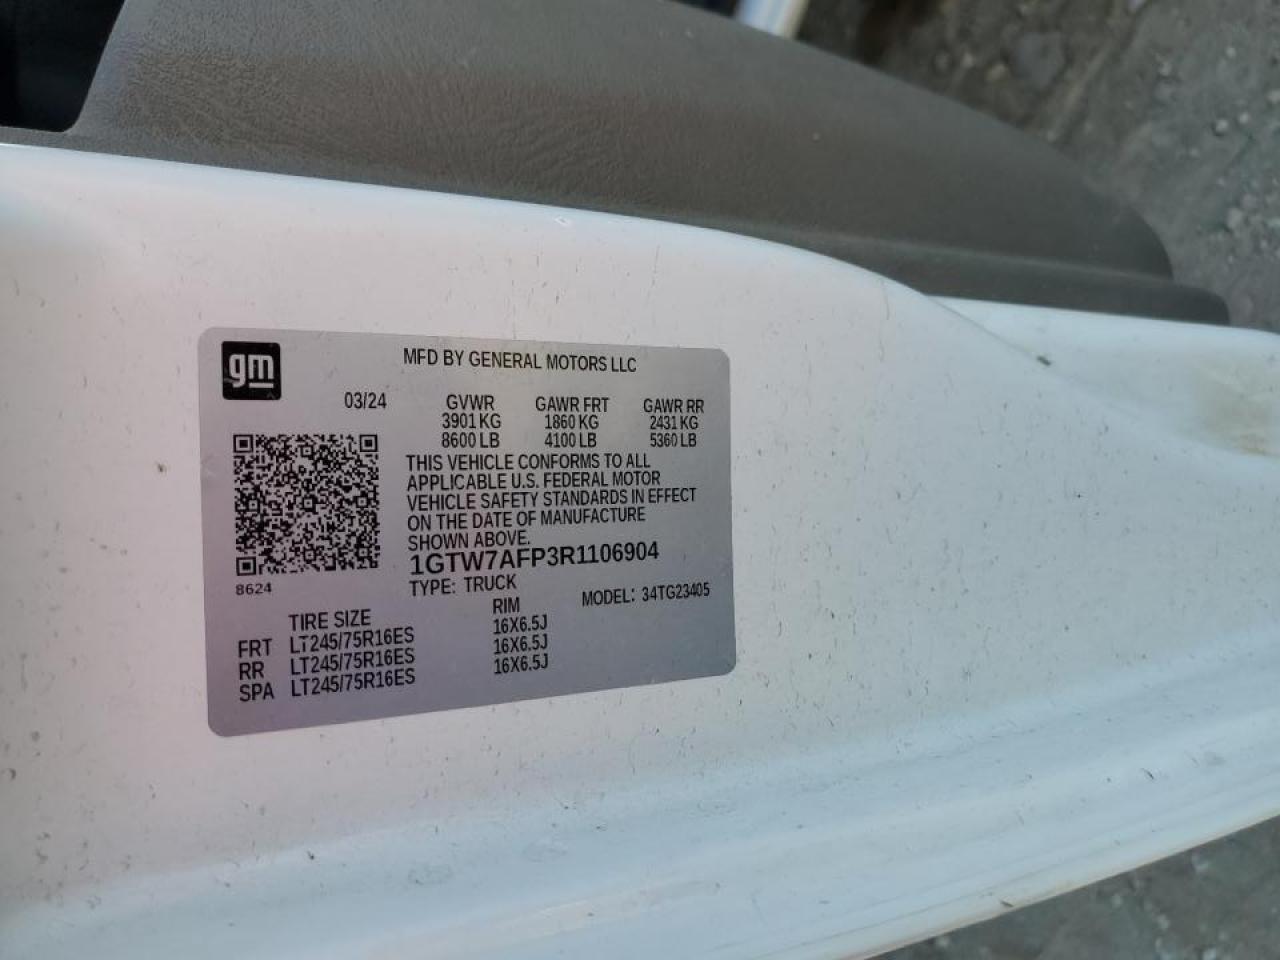 gm
MFD BY GENERAL MOTORS LLC
03/24 GVWR GAWR FRT GAWR RR
3901 KG 1860 KG 2431 KG
8600 LB 4100 LB 5360 LB
THIS VEHICLE CONFORMS TO ALL
APPLICABLE U.S. FEDERAL MOTOR
VEHICLE SAFETY STANDARDS IN EFFECT
ON THE DATE OF MANUFACTURE
SHOWN ABOVE.
1GTW7AFP3R1106904
8624
TYPE: TRUCK MODEL: 34TG23405
TIRE SIZE RIM
FRT LT245/75R16ES 16X6.5J
RR LT245/75R16ES 16X6.5J
SPA LT245/75R16ES 16X6.5J